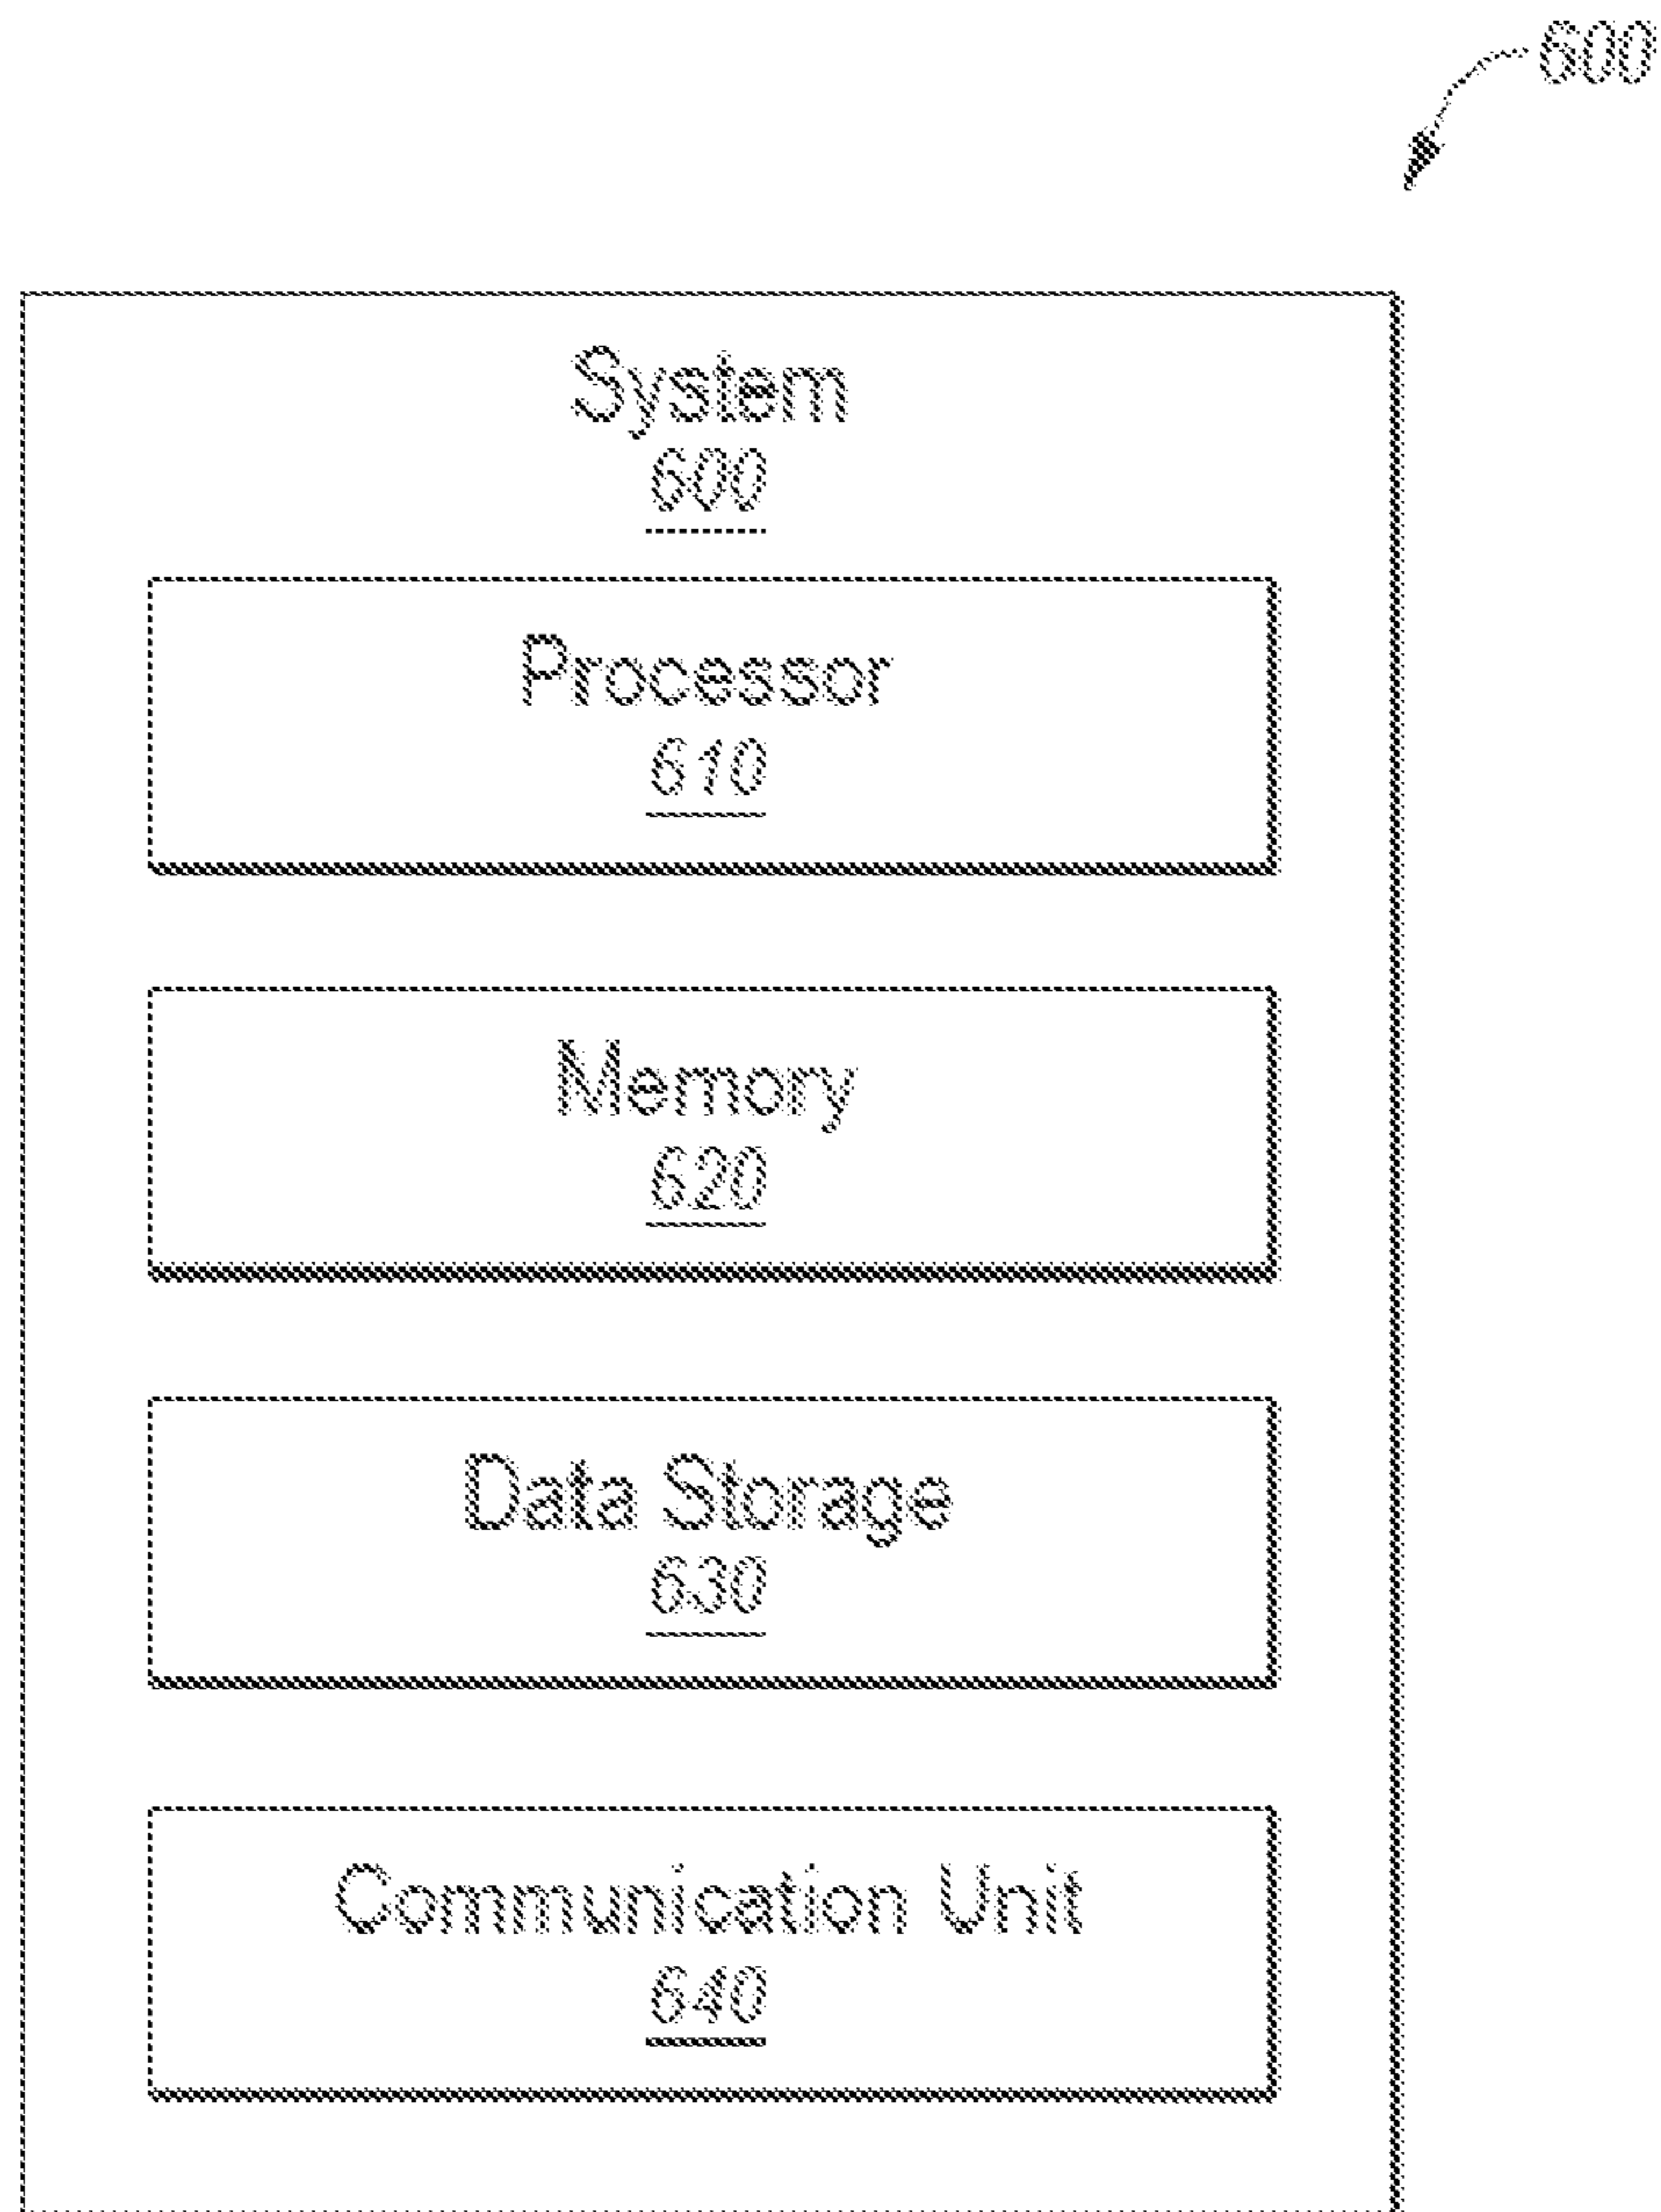 600
System
600
Processor
610
Memory
620
Data Storage
630
Communication Unit
640